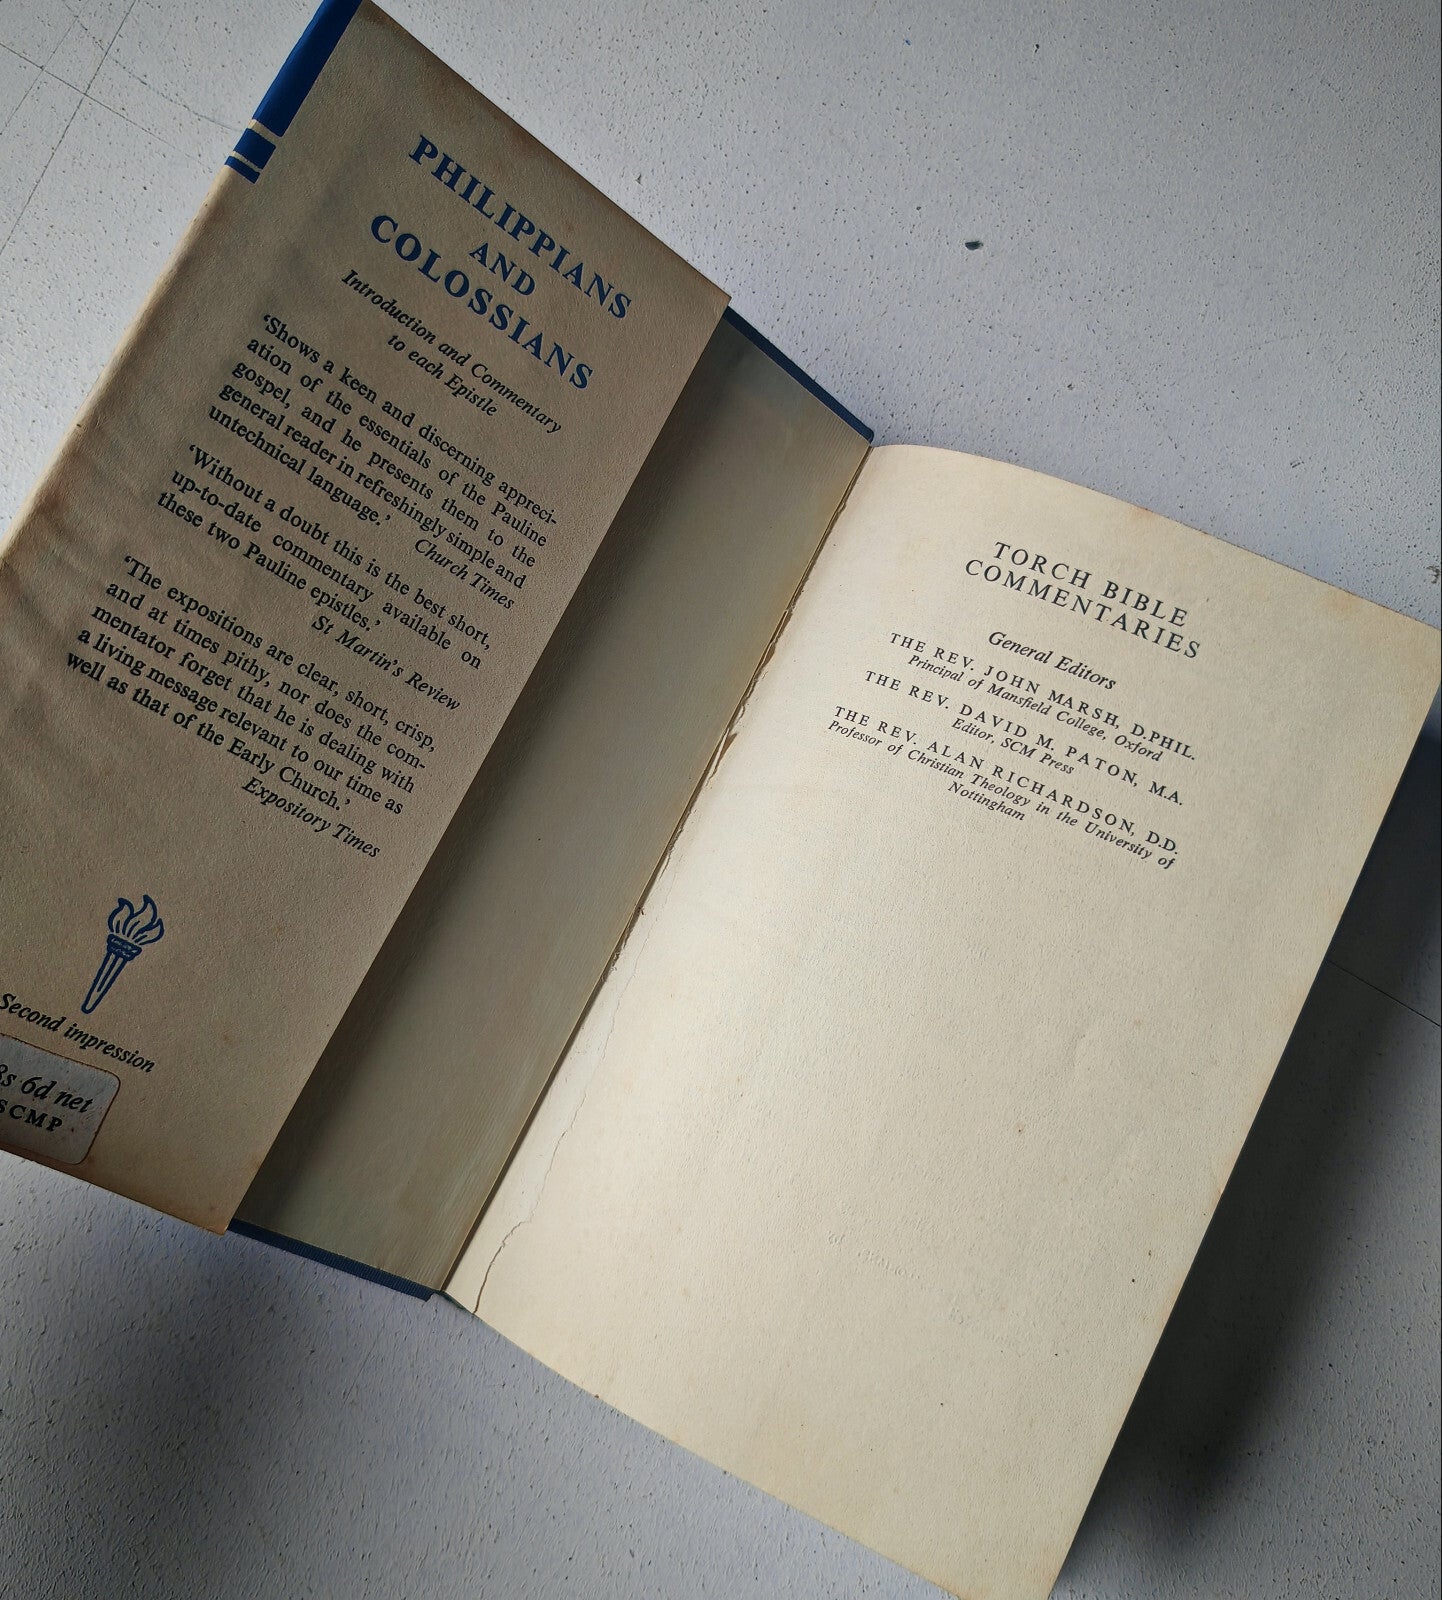 PHILIPPIANS
AND
COLOSSIANS
Introduction and Commentary
to each Epistle
‘Shows a keen and discerning appreci-
ation of the essentials of the Pauline
gospel, and he presents them to the
general reader in refreshingly simple and
untechnical language.’
Church Times
‘Without a doubt this is the best short,
up-to-date commentary available on
these two Pauline epistles.’
St Martin's Review
‘The expositions are clear, short, crisp,
and at times pithy, nor does the com-
mentator forget that he is dealing with
a living message relevant to our time as
well as that of the Early Church.’
Expository Times
Second impression
6d net
SCMP
TORCH BIBLE
COMMENTARIES
General Editors
THE REV. JOHN MARSH, D.PHIL.
Principal of Mansfield College, Oxford
THE REV. DAVID M. PATON, M.A.
Editor, SCM Press
THE REV. ALAN RICHARDSON, D.D.
Professor of Christian Theology in the University of
Nottingham